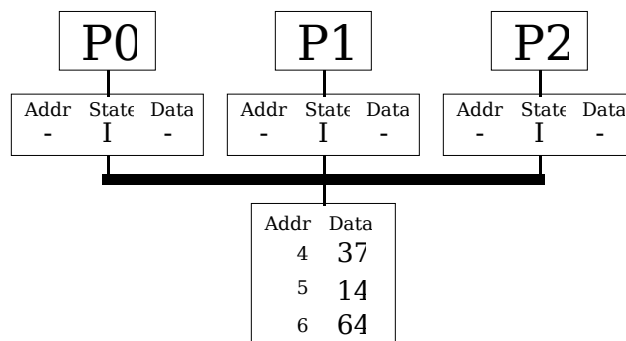 P0 P1 P2
Addr State Data Addr State Data Addr State Data
- I - - I - - I -
Addr Data
4 37
5 14
6 64